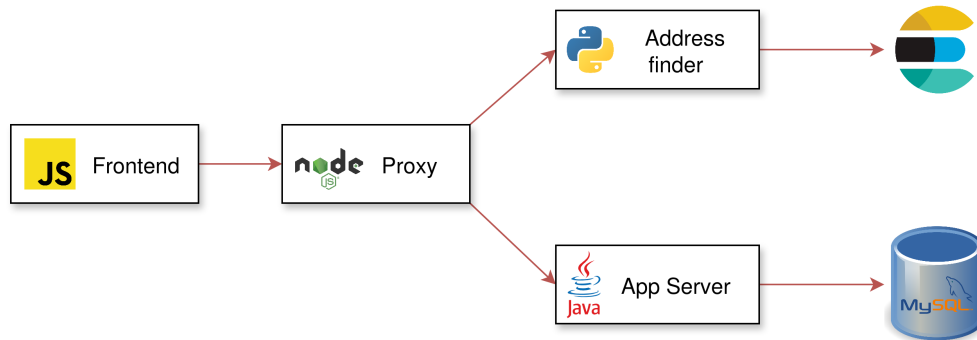 JS
Frontend
node
JS
Proxy
Address
finder
Java
App Server
MySQL